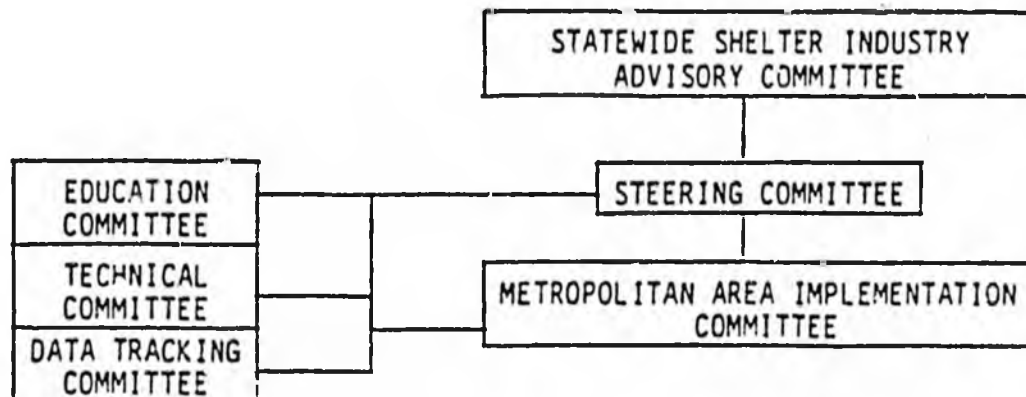 STATEWIDE SHELTER INDUSTRY
ADVISORY COMMITTEE
STEERING COMMITTEE
EDUCATION
COMMITTEE
TECHNICAL
COMMITTEE
DATA TRACKING
COMMITTEE
METROPOLITAN AREA IMPLEMENTATION
COMMITTEE